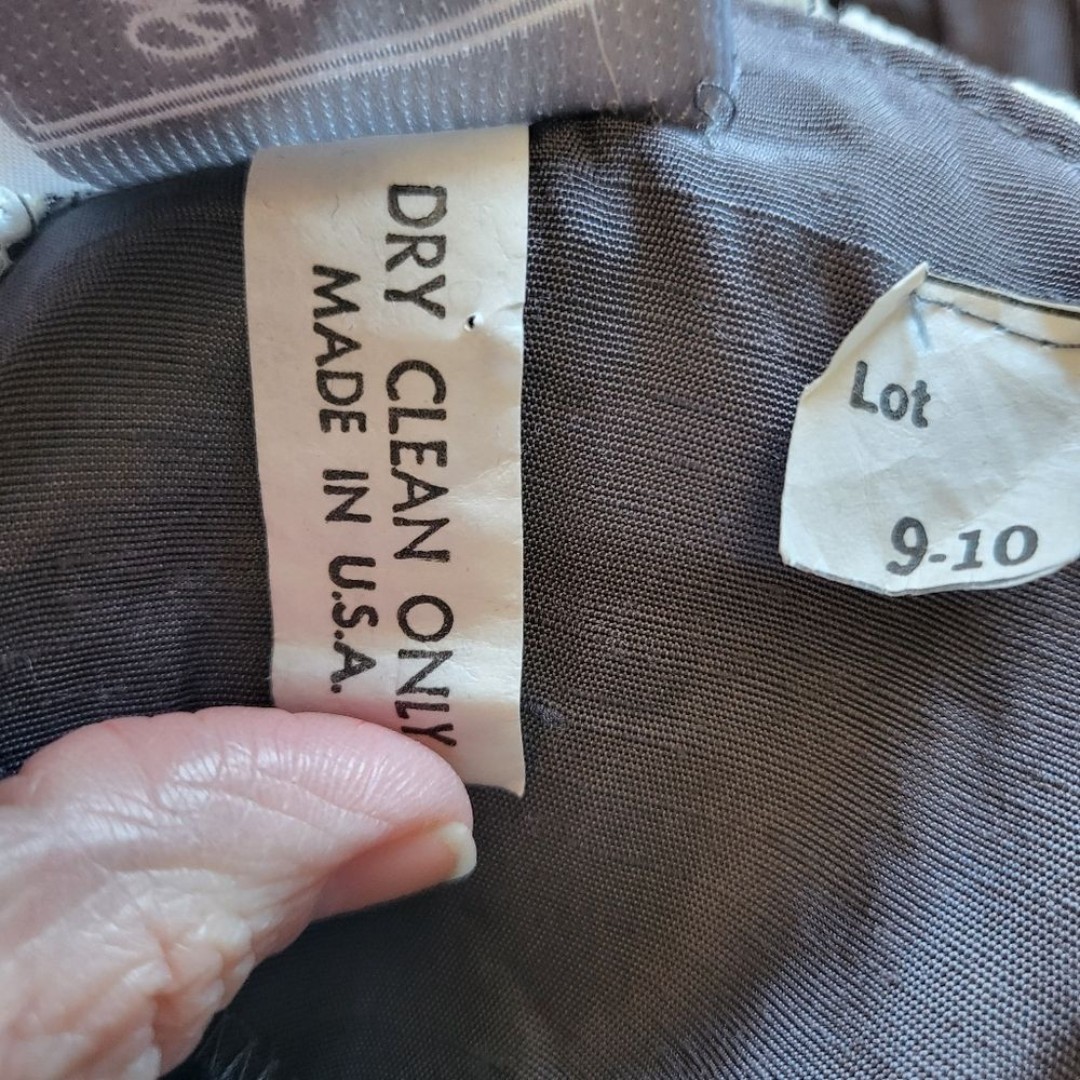 DRY CLEAN ONLY
MADE IN U.S.A.
Lot
9-10